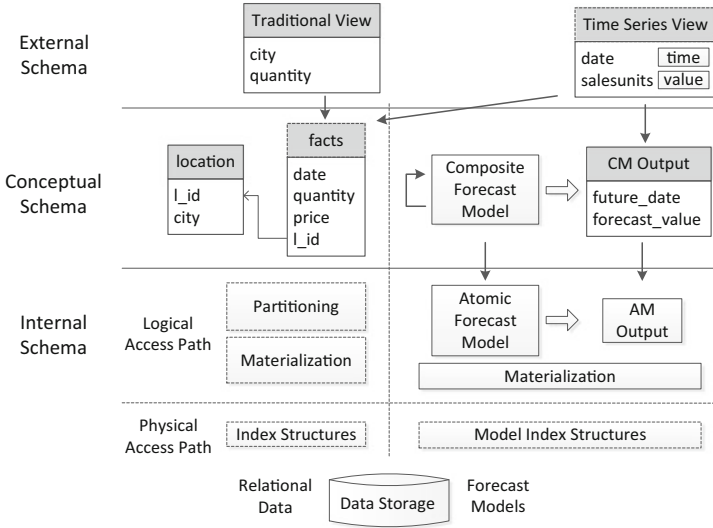 External
Schema
Traditional View
city
quantity
Time Series View
date time
salesunits value
Conceptual
Schema
location
l_id
city
facts
date
quantity
price
l_id
Composite
Forecast
Model
CM Output
future_date
forecast_value
Internal
Schema
Logical
Access Path
Partitioning
Materialization
Atomic
Forecast
Model
AM
Output
Materialization
Physical
Access Path
Index Structures
Model Index Structures
Relational
Data
Data Storage
Forecast
Models